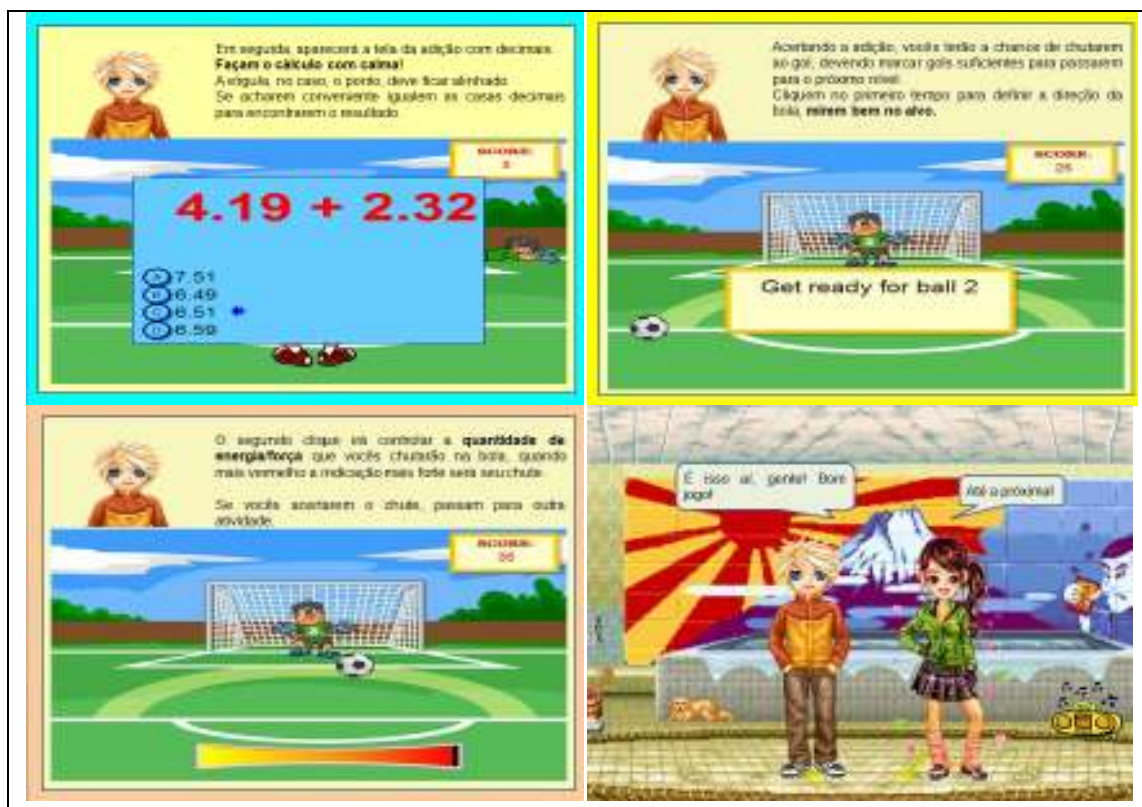 Em seguida, aparecerá a tela da adição com decimais.
Façam o cálculo com calma!
A vírgula, no caso, o ponto, deve ficar alinhado.
Se acharem conveniente igualem as casas decimais
para encontrarem o resultado.
SCORE:
4.19 + 2.32
A 7.51
B 6.49
C 6.51
D 6.59
Acertando a adição, vocês terão a chance de chutarem
ao gol, devendo marcar gols suficientes para passarem
para o próximo nível.
Cliquem no primeiro tempo para definir a direção da
bola, mirem bem no alvo.
SCORE:
Get ready for ball 2
O segundo clique irá controlar a quantidade de
energia/força que vocês chutarão na bola, quando
mais vermelho a indicação mais forte será seu chute.
Se vocês acertarem o chute, passam para outra
atividade.
SCORE:
É isso aí, gente! Bom
jogo!
Até a próxima!